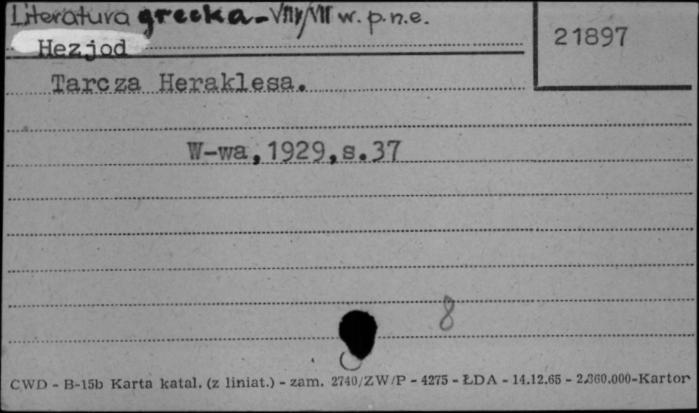 Literatura grecka - VIII/VII w. p.n.e.
Hezjod
21897
Tarcza Heraklesa.
W-wa, 1929, s. 37
8
CWD - B-15b Karta katal. (z liniat.) - zam. 2740/ZW/P - 4275 - ŁDA - 14.12.65 - 2.360.000-Kartor